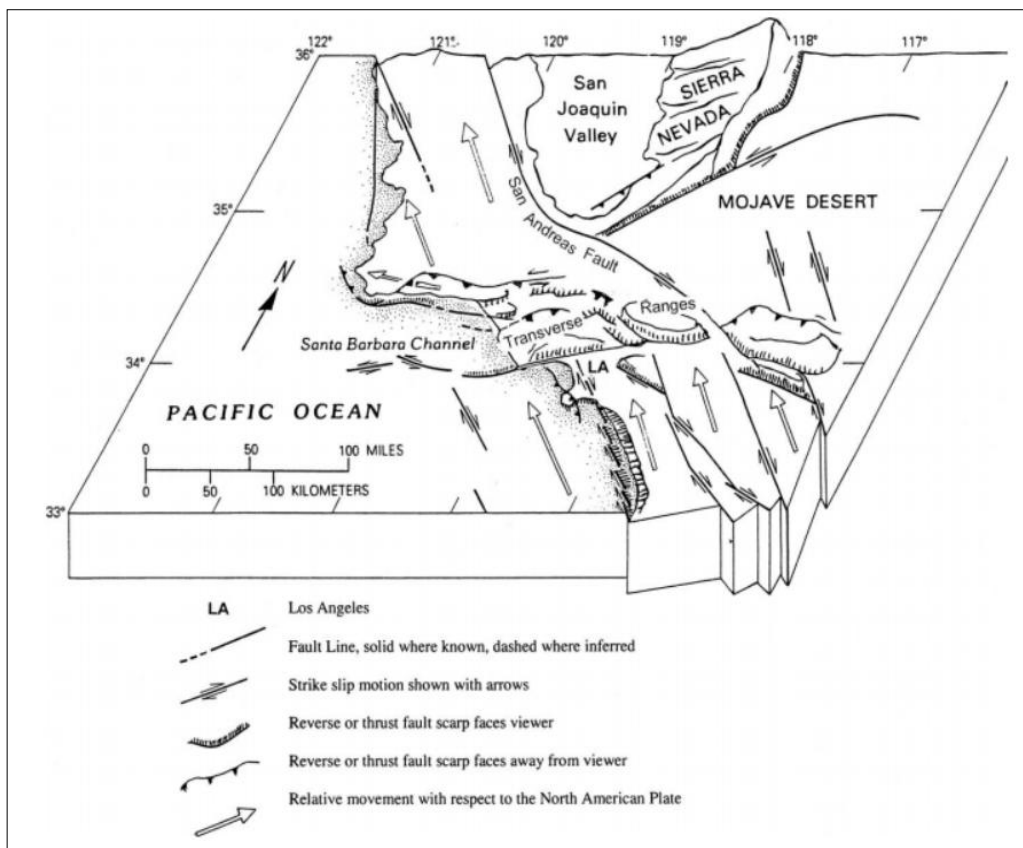 122° 121° 120° 119° 118° 117°
36°
San
Joaquin
Valley
SIERRA
NEVADA
35°
MOJAVE DESERT
San Andreas Fault
N
Ranges
Transverse
Santa Barbara Channel
34°
LA
PACIFIC OCEAN
0 50 100 MILES
0 50 100 KILOMETERS
33°
LA Los Angeles
Fault Line, solid where known, dashed where inferred
Strike slip motion shown with arrows
Reverse or thrust fault scarp faces viewer
Reverse or thrust fault scarp faces away from viewer
Relative movement with respect to the North American Plate